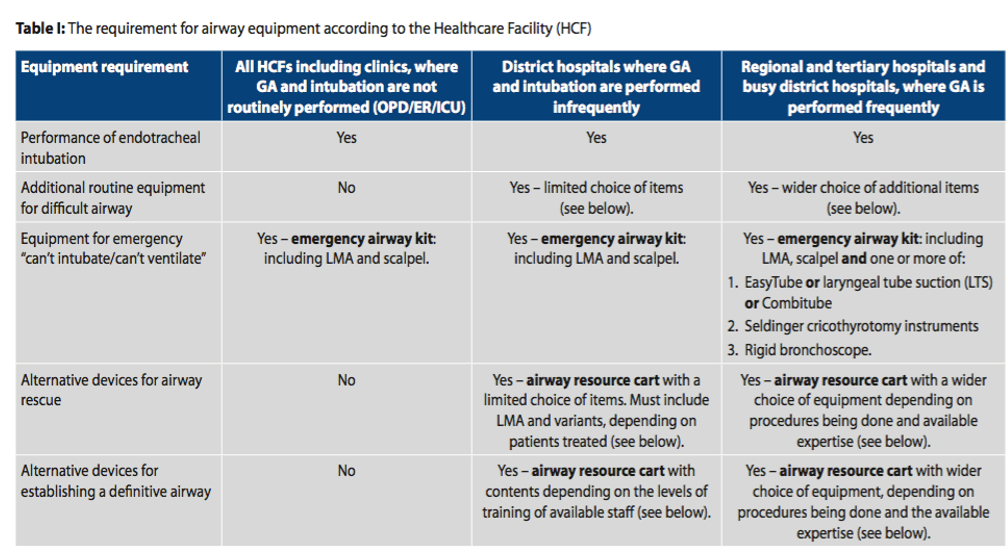 Table I: The requirement for airway equipment according to the Healthcare Facility (HCF)
Equipment requirement
All HCFs including clinics, where
GA and intubation are not
routinely performed (OPD/ER/ICU)
District hospitals where GA
and intubation are performed
infrequently
Regional and tertiary hospitals and
busy district hospitals, where GA is
performed frequently
Performance of endotracheal
intubation
Yes
Yes
Yes
Additional routine equipment
for difficult airway
No
Yes – limited choice of items
(see below).
Yes – wider choice of additional items
(see below).
Equipment for emergency
“can’t intubate/can’t ventilate”
Yes – emergency airway kit:
including LMA and scalpel.
Yes – emergency airway kit:
including LMA and scalpel.
Yes – emergency airway kit: including
LMA, scalpel and one or more of:
1. EasyTube or laryngeal tube suction (LTS)
or Combitube
2. Seldinger cricothyrotomy instruments
3. Rigid bronchoscope.
Alternative devices for airway
rescue
No
Yes – airway resource cart with a
limited choice of items. Must include
LMA and variants, depending on
patients treated (see below).
Yes – airway resource cart with a wider
choice of equipment depending on
procedures being done and available
expertise (see below).
Alternative devices for
establishing a definitive airway
No
Yes – airway resource cart with
contents depending on the levels of
training of available staff (see below).
Yes – airway resource cart with wider
choice of equipment, depending on
procedures being done and the available
expertise (see below).